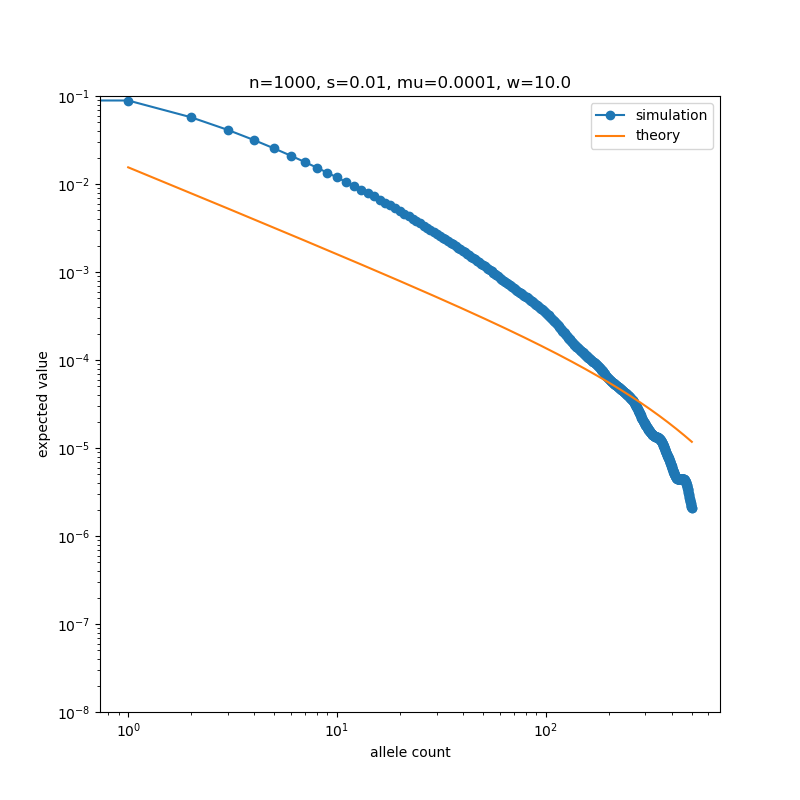 n=1000, s=0.01, mu=0.0001, w=10.0
simulation
theory
expected value
10⁻¹
10⁻²
10⁻³
10⁻⁴
10⁻⁵
10⁻⁶
10⁻⁷
10⁻⁸
10⁰
10¹
10²
allele count